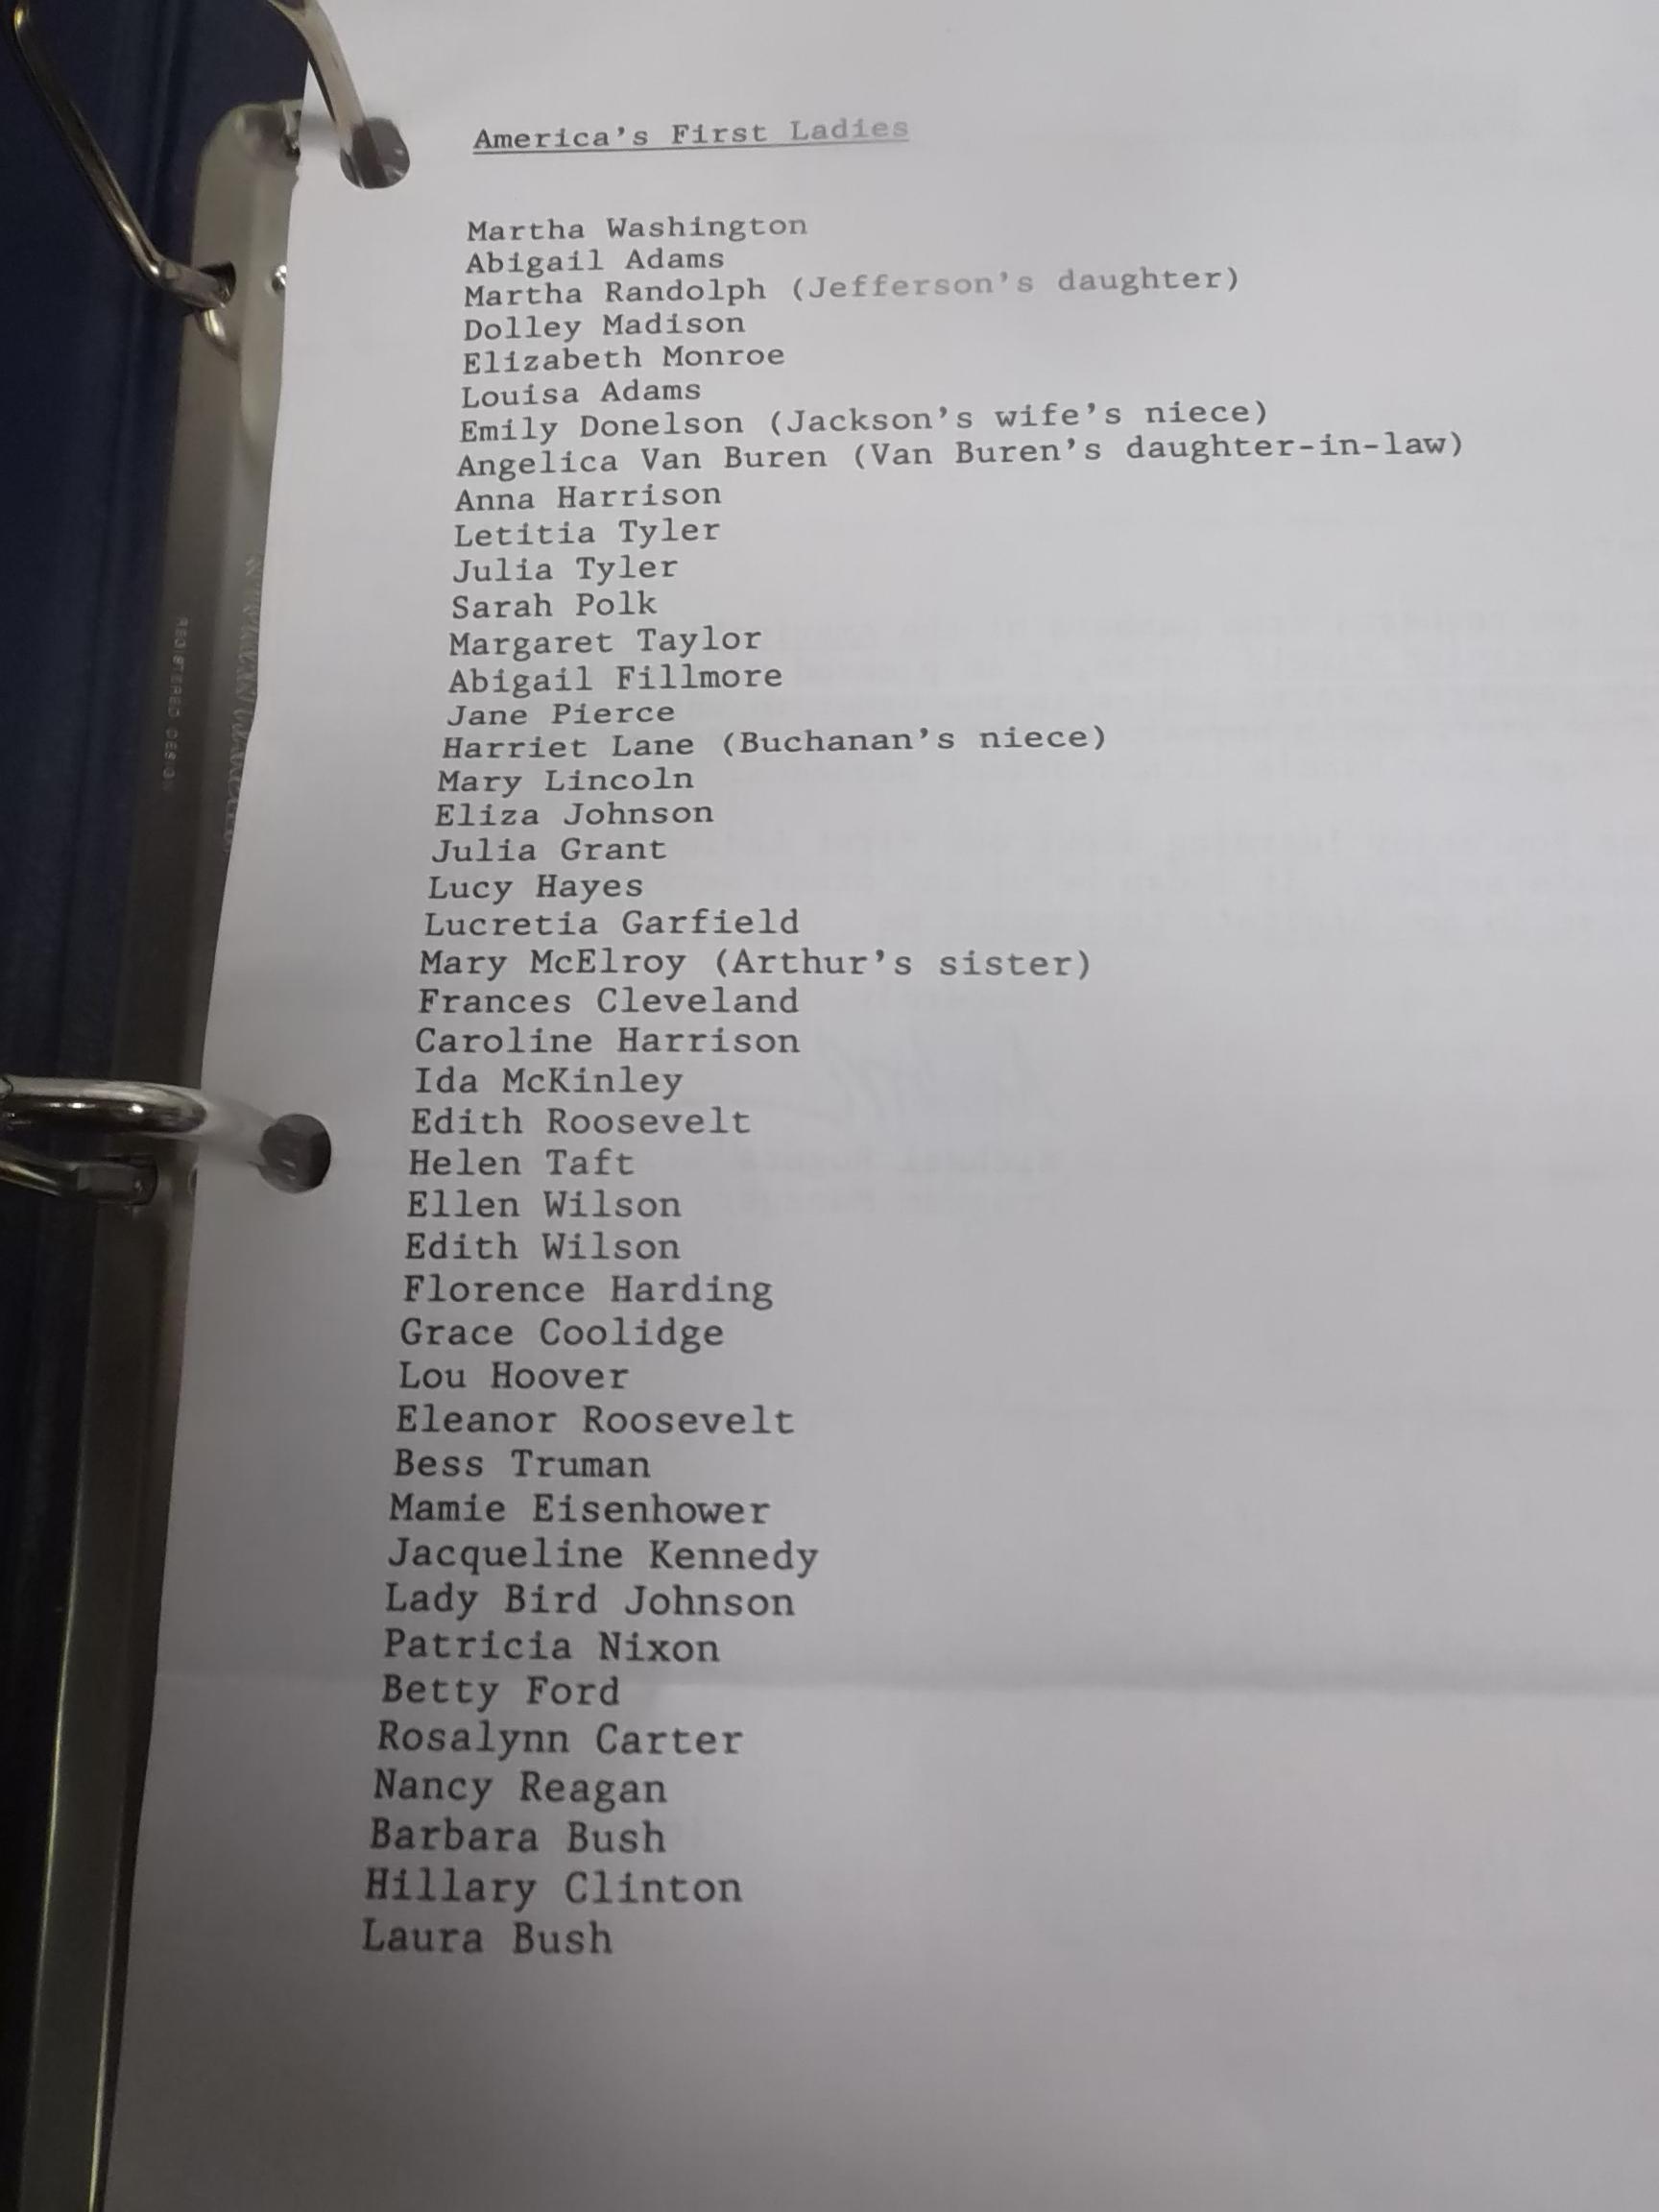 America's First Ladies
Martha Washington
Abigail Adams
Martha Randolph (Jefferson's daughter)
Dolley Madison
Elizabeth Monroe
Louisa Adams
Emily Donelson (Jackson's wife's niece)
Angelica Van Buren (Van Buren's daughter-in-law)
Anna Harrison
Letitia Tyler
Julia Tyler
Sarah Polk
Margaret Taylor
Abigail Fillmore
Jane Pierce
Harriet Lane (Buchanan's niece)
Mary Lincoln
Eliza Johnson
Julia Grant
Lucy Hayes
Lucretia Garfield
Mary McElroy (Arthur's sister)
Frances Cleveland
Caroline Harrison
Ida McKinley
Edith Roosevelt
Helen Taft
Ellen Wilson
Edith Wilson
Florence Harding
Grace Coolidge
Lou Hoover
Eleanor Roosevelt
Bess Truman
Mamie Eisenhower
Jacqueline Kennedy
Lady Bird Johnson
Patricia Nixon
Betty Ford
Rosalynn Carter
Nancy Reagan
Barbara Bush
Hillary Clinton
Laura Bush
REGISTERED